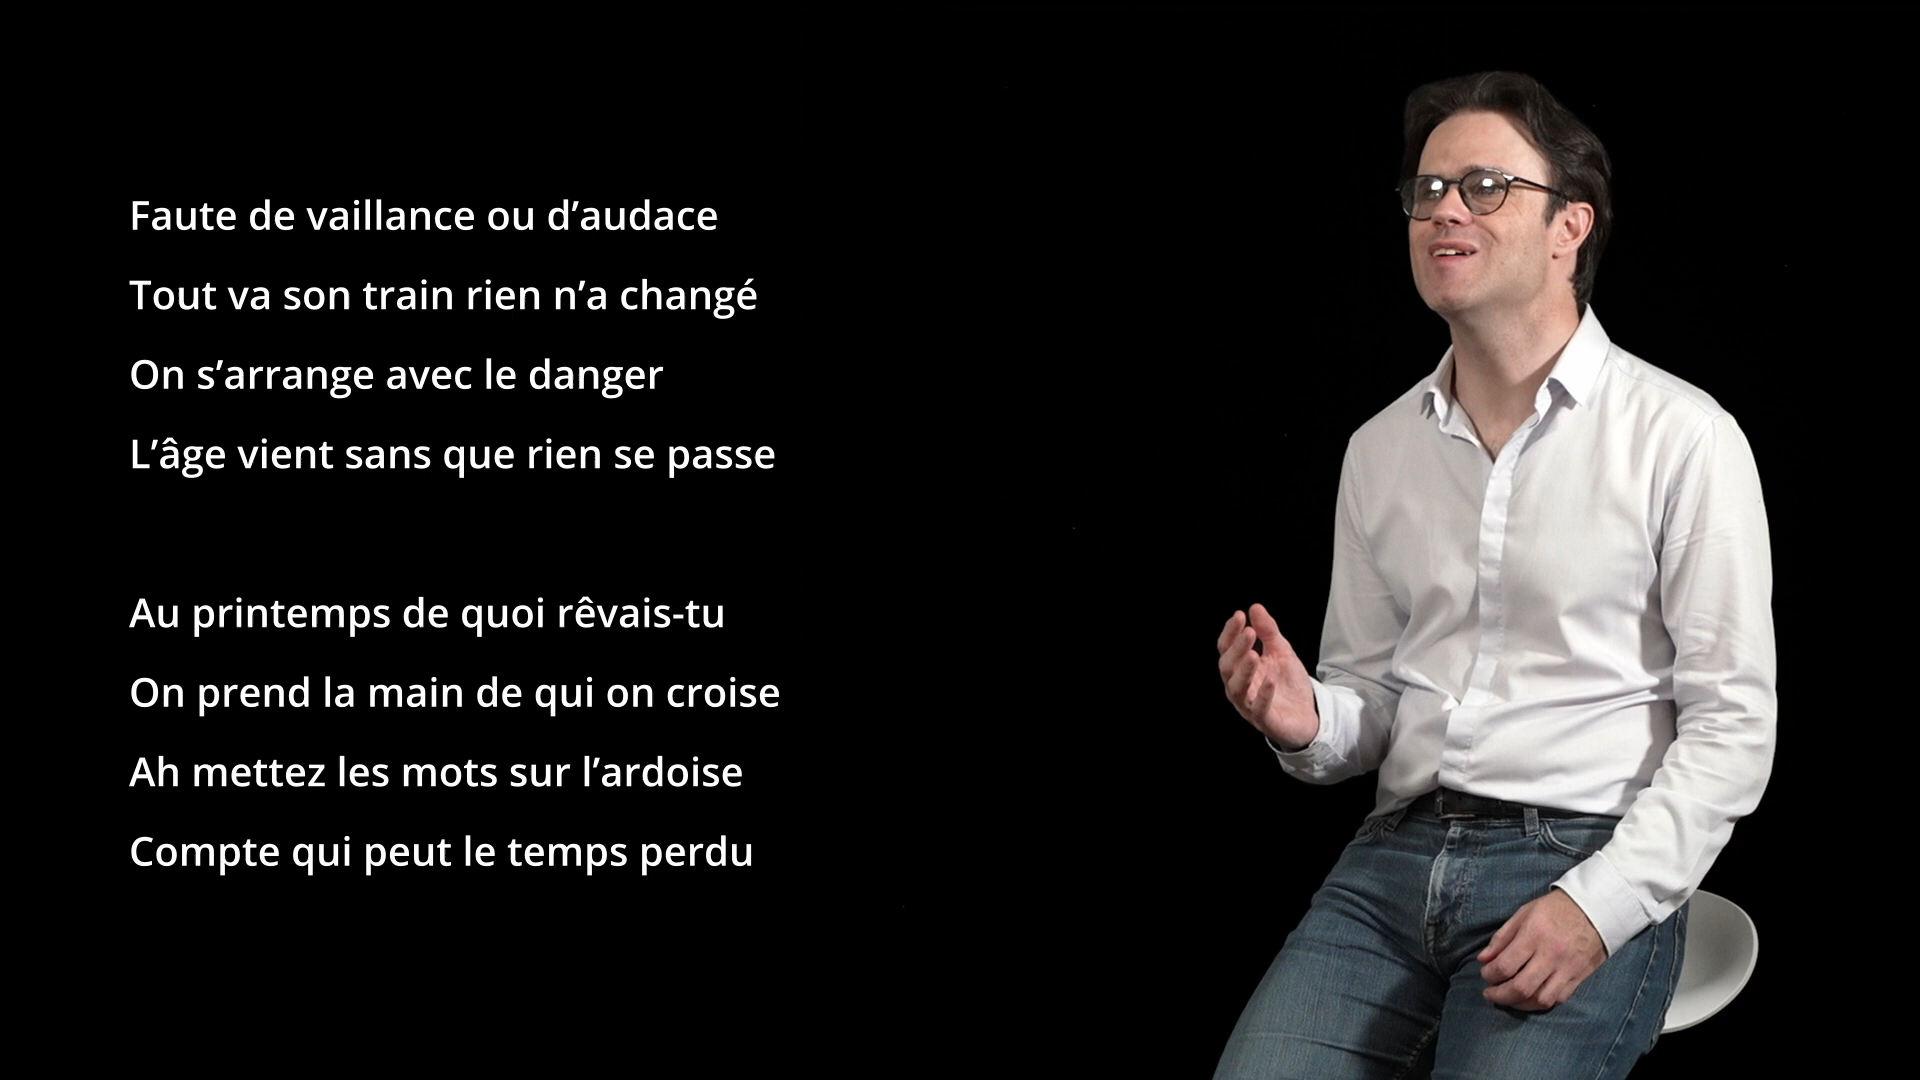 Faute de vaillance ou d’audace
Tout va son train rien n’a changé
On s’arrange avec le danger
L’âge vient sans que rien se passe
Au printemps de quoi rêvais-tu
On prend la main de qui on croise
Ah mettez les mots sur l’ardoise
Compte qui peut le temps perdu